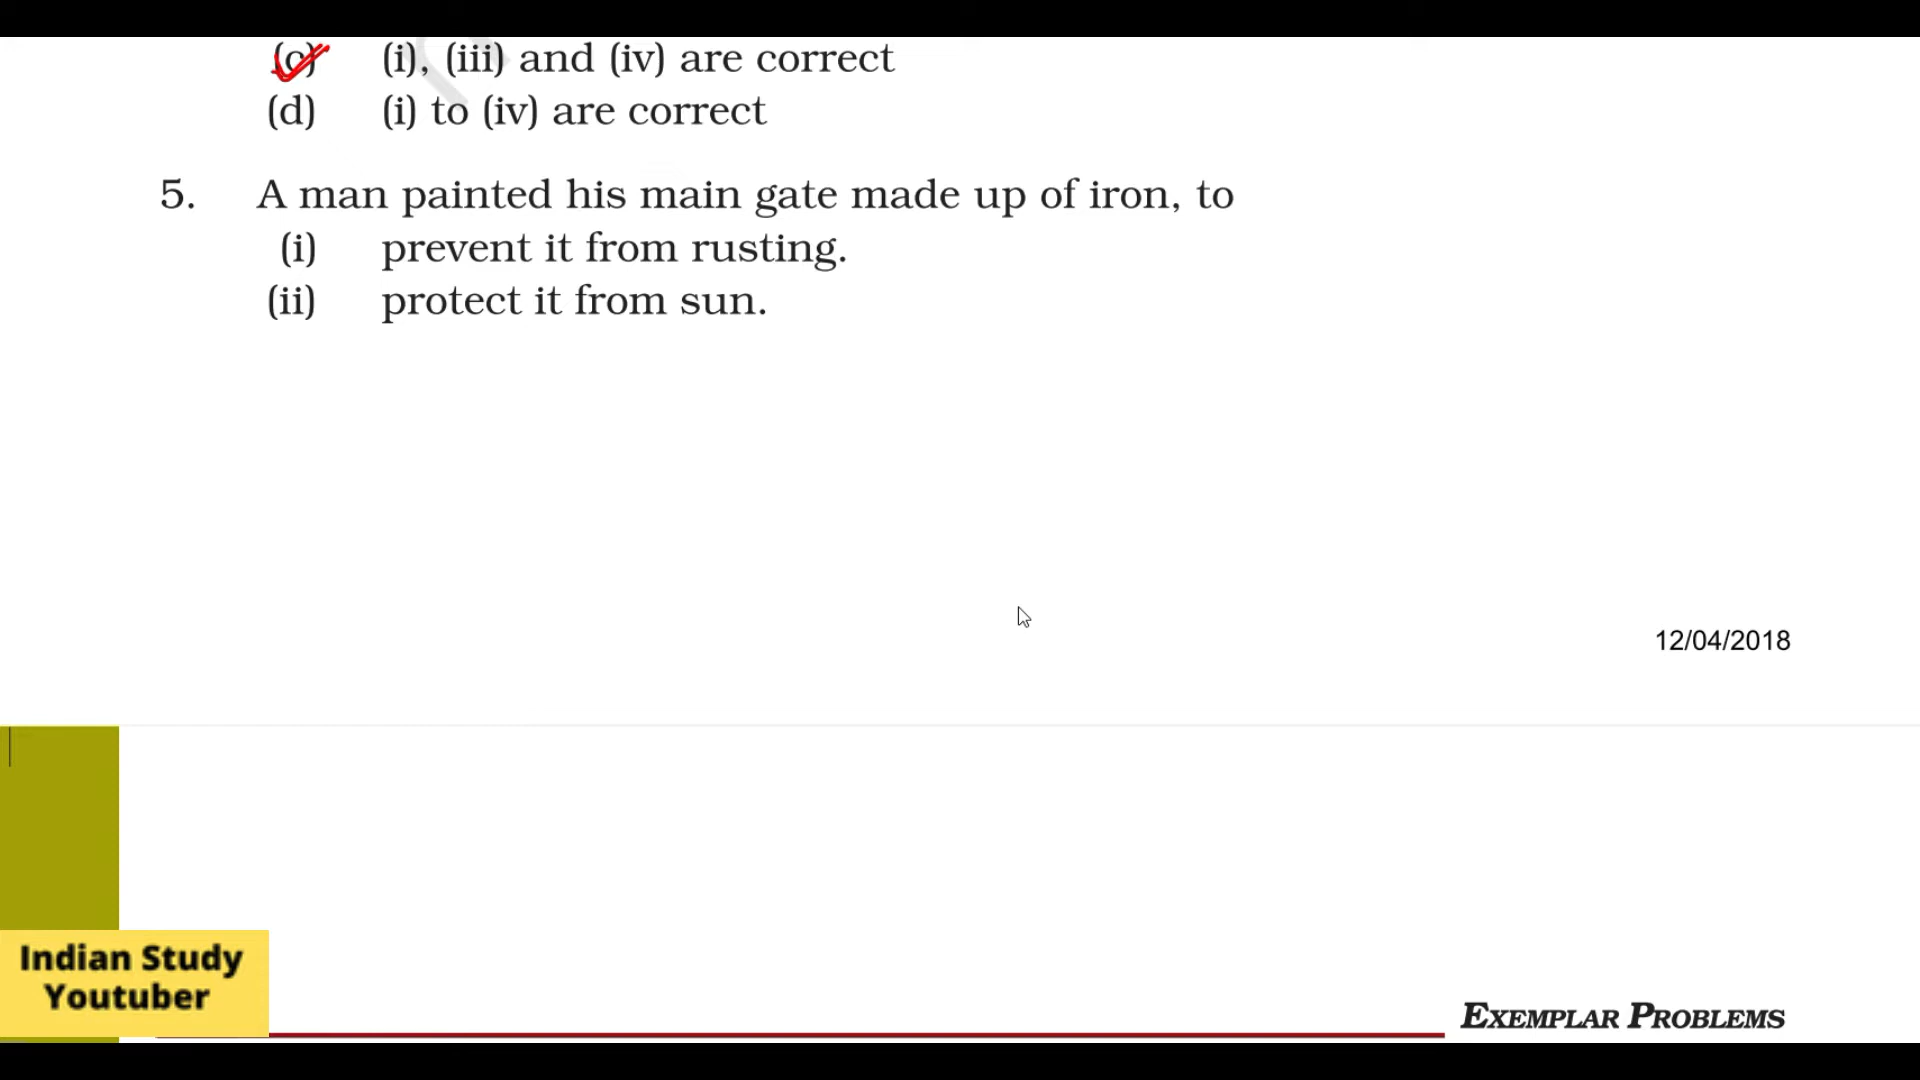 (c) (i), (iii) and (iv) are correct
(d) (i) to (iv) are correct
5. A man painted his main gate made up of iron, to
(i) prevent it from rusting.
(ii) protect it from sun.
12/04/2018
Indian Study
Youtuber
EXEMPLAR PROBLEMS